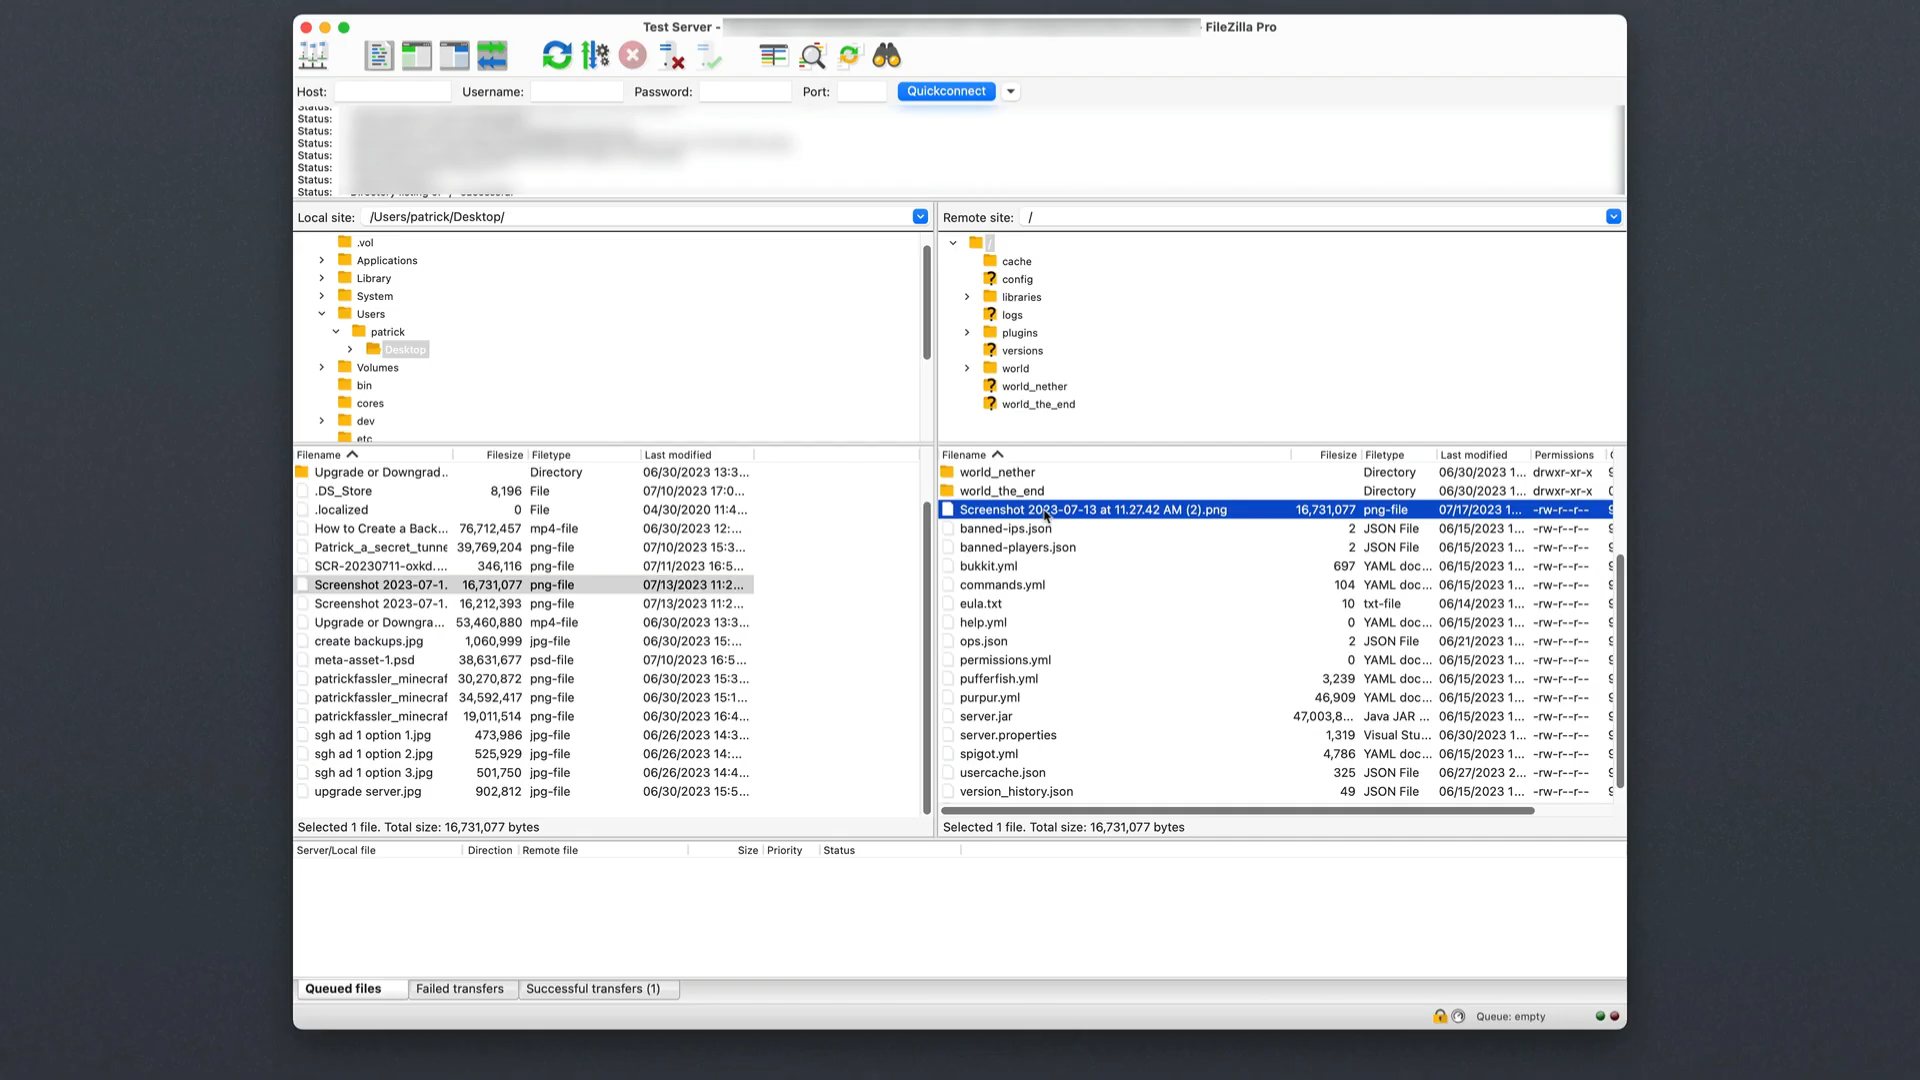 Test Server -
- FileZilla Pro
Host:
Username:
Password:
Port:
Quickconnect
Status:
Status:
Status:
Status:
Status:
Status:
Status:
Status:
Local site: /Users/patrick/Desktop/
.vol
Applications
Library
System
Users
patrick
Desktop
Volumes
bin
cores
dev
etc
Remote site: /
/
cache
config
libraries
logs
plugins
versions
world
world_nether
world_the_end
Filename Filesize Filetype Last modified
Upgrade or Downgrad.. Directory 06/30/2023 13:3...
.DS_Store 8,196 File 07/10/2023 17:0...
.localized 0 File 04/30/2020 11:4...
How to Create a Back... 76,712,457 mp4-file 06/30/2023 12:...
Patrick_a_secret_tunne 39,769,204 png-file 07/10/2023 15:3...
SCR-20230711-oxkd.... 346,116 png-file 07/11/2023 16:5...
Screenshot 2023-07-1. 16,731,077 png-file 07/13/2023 11:2...
Screenshot 2023-07-1. 16,212,393 png-file 07/13/2023 11:2...
Upgrade or Downgra... 53,460,880 mp4-file 06/30/2023 13:3...
create backups.jpg 1,060,999 jpg-file 06/30/2023 15:...
meta-asset-1.psd 38,631,677 psd-file 07/10/2023 16:5...
patrickfassler_minecraf 30,270,872 png-file 06/30/2023 15:3...
patrickfassler_minecraf 34,592,417 png-file 06/30/2023 15:1...
patrickfassler_minecraf 19,011,514 png-file 06/30/2023 16:4...
sgh ad 1 option 1.jpg 473,986 jpg-file 06/26/2023 14:3...
sgh ad 1 option 2.jpg 525,929 jpg-file 06/26/2023 14:...
sgh ad 1 option 3.jpg 501,750 jpg-file 06/26/2023 14:4...
upgrade server.jpg 902,812 jpg-file 06/30/2023 15:5...
Selected 1 file. Total size: 16,731,077 bytes
Filename Filesize Filetype Last modified Permissions
world_nether Directory 06/30/2023 1... drwxr-xr-x
world_the_end Directory 06/30/2023 1... drwxr-xr-x
Screenshot 2023-07-13 at 11.27.42 AM (2).png 16,731,077 png-file 07/17/2023 1... -rw-r--r--
banned-ips.json 2 JSON File 06/15/2023 1... -rw-r--r--
banned-players.json 2 JSON File 06/15/2023 1... -rw-r--r--
bukkit.yml 697 YAML doc... 06/15/2023 1... -rw-r--r--
commands.yml 104 YAML doc... 06/15/2023 1... -rw-r--r--
eula.txt 10 txt-file 06/14/2023 1... -rw-r--r--
help.yml 0 YAML doc... 06/15/2023 1... -rw-r--r--
ops.json 2 JSON File 06/21/2023 1... -rw-r--r--
permissions.yml 0 YAML doc... 06/15/2023 1... -rw-r--r--
pufferfish.yml 3,239 YAML doc... 06/15/2023 1... -rw-r--r--
purpur.yml 46,909 YAML doc... 06/15/2023 1... -rw-r--r--
server.jar 47,003,8... Java JAR ... 06/15/2023 1... -rw-r--r--
server.properties 1,319 Visual Stu... 06/30/2023 1... -rw-r--r--
spigot.yml 4,786 YAML doc... 06/15/2023 1... -rw-r--r--
usercache.json 325 JSON File 06/27/2023 2... -rw-r--r--
version_history.json 49 JSON File 06/15/2023 1... -rw-r--r--
Selected 1 file. Total size: 16,731,077 bytes
Server/Local file Direction Remote file Size Priority Status
Queued files Failed transfers Successful transfers (1)
Queue: empty